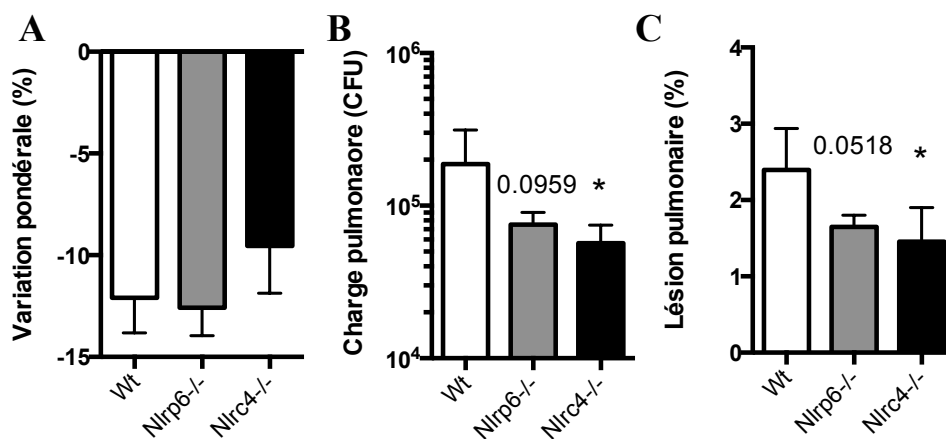 A
Variation pondérale (%)
0
-5
-10
-15
Wt
Nlrp6-/-
Nlrc4-/-
B
Charge pulmonaore (CFU)
10⁶
10⁵
10⁴
0.0959
*
Wt
Nlrp6-/-
Nlrc4-/-
C
Lésion pulmonaire (%)
4
3
2
1
0
0.0518
*
Wt
Nlrp6-/-
Nlrc4-/-